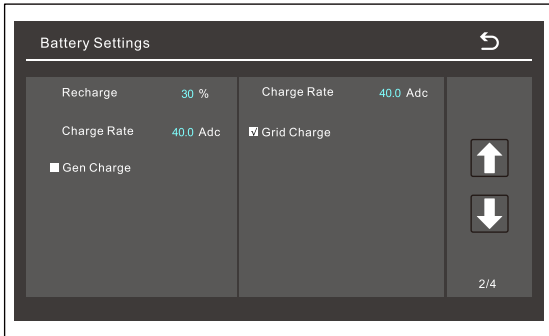 Battery Settings
Recharge 30 %
Charge Rate 40.0 Adc
Gen Charge
Charge Rate 40.0 Adc
Grid Charge
2/4